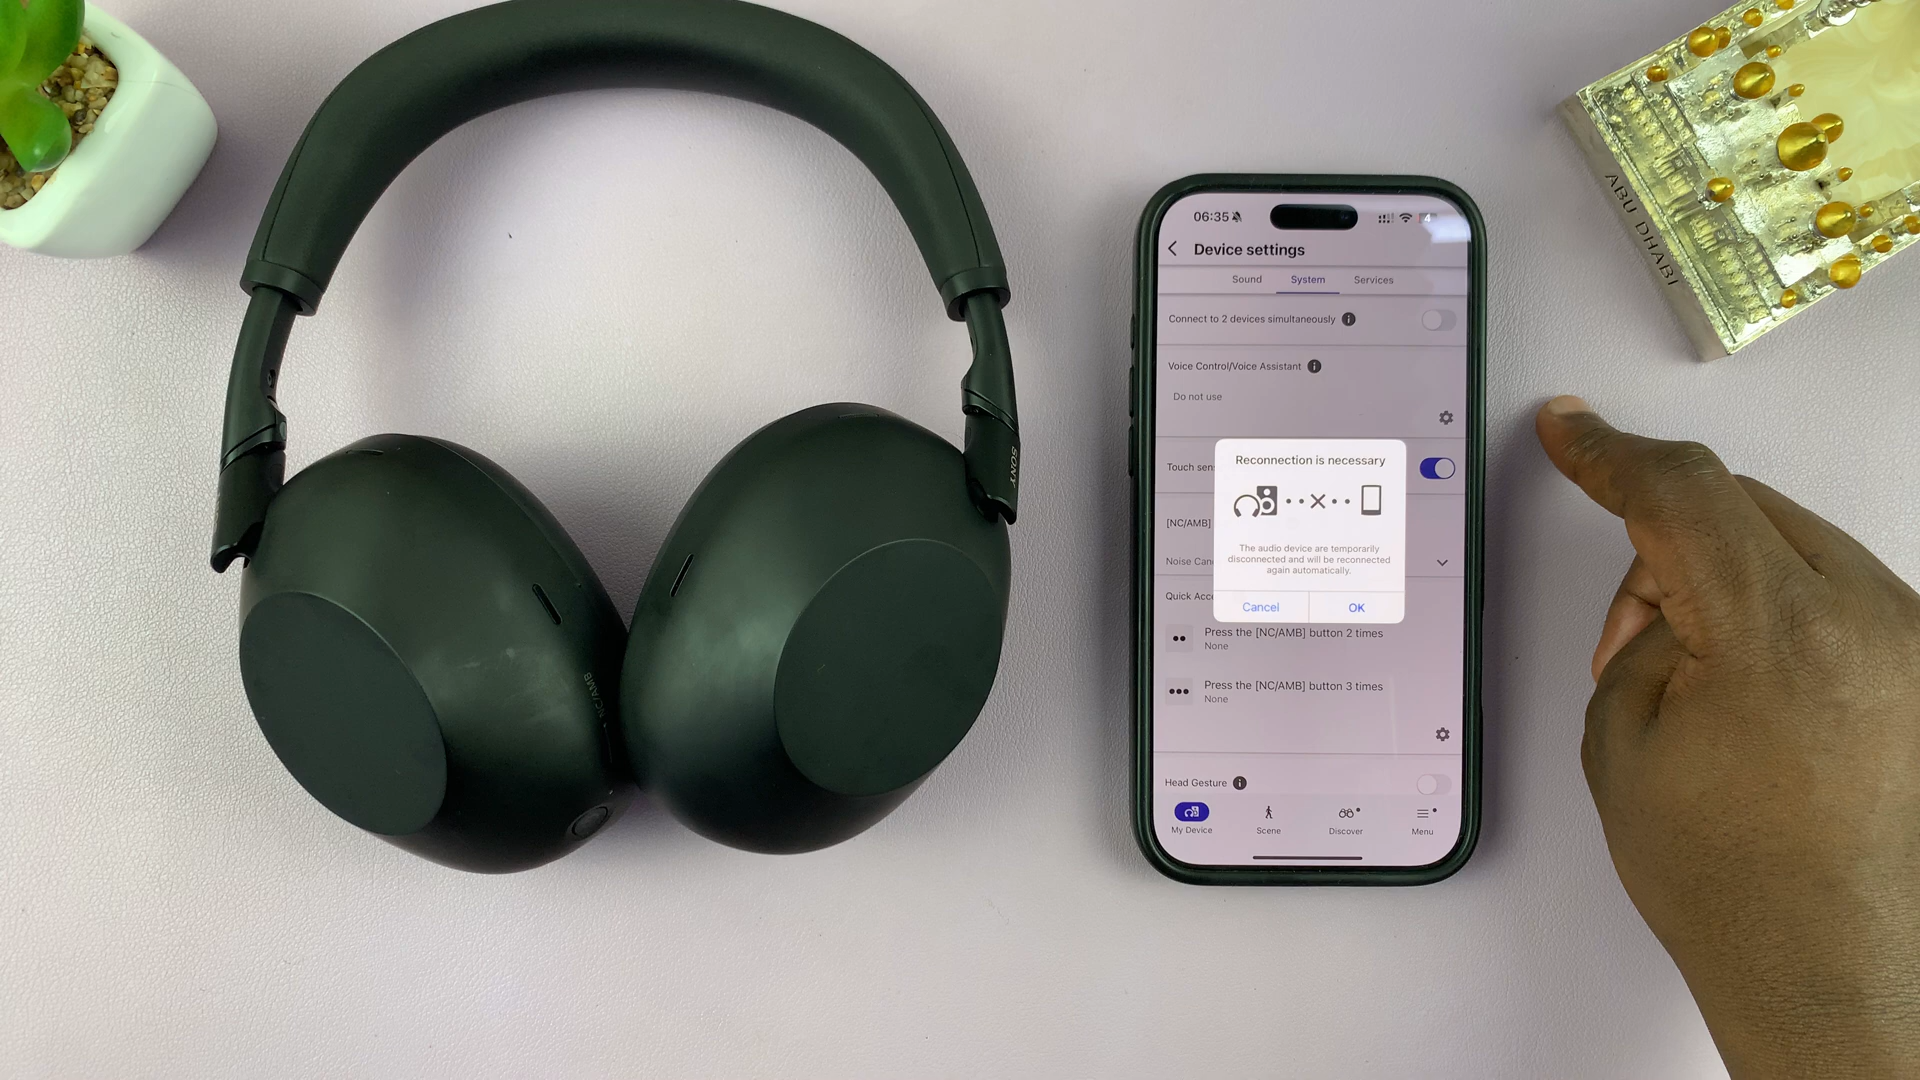 06:35
4
Device settings
Sound System Services
Connect to 2 devices simultaneously
Voice Control/Voice Assistant
Do not use
Touch sen
[NC/AMB]
Noise Can
Quick Acce
Reconnection is necessary
The audio device are temporarily
disconnected and will be reconnected
again automatically.
Cancel OK
Press the [NC/AMB] button 2 times
None
Press the [NC/AMB] button 3 times
None
Head Gesture
My Device Scene Discover Menu
SONY
NC/AMB
ABU DHABI